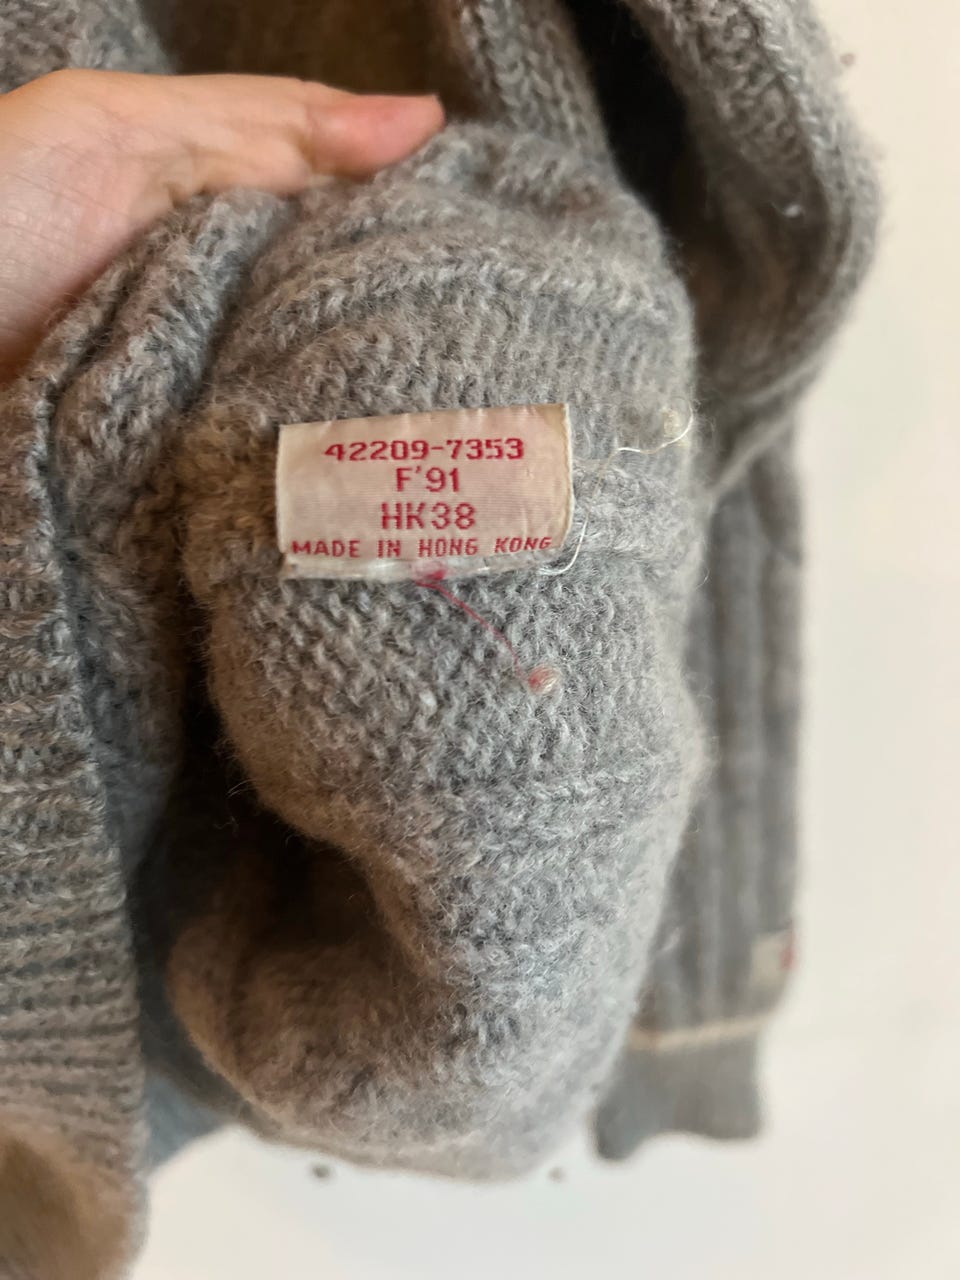 42209-7353
F'91
HK38
MADE IN HONG KONG